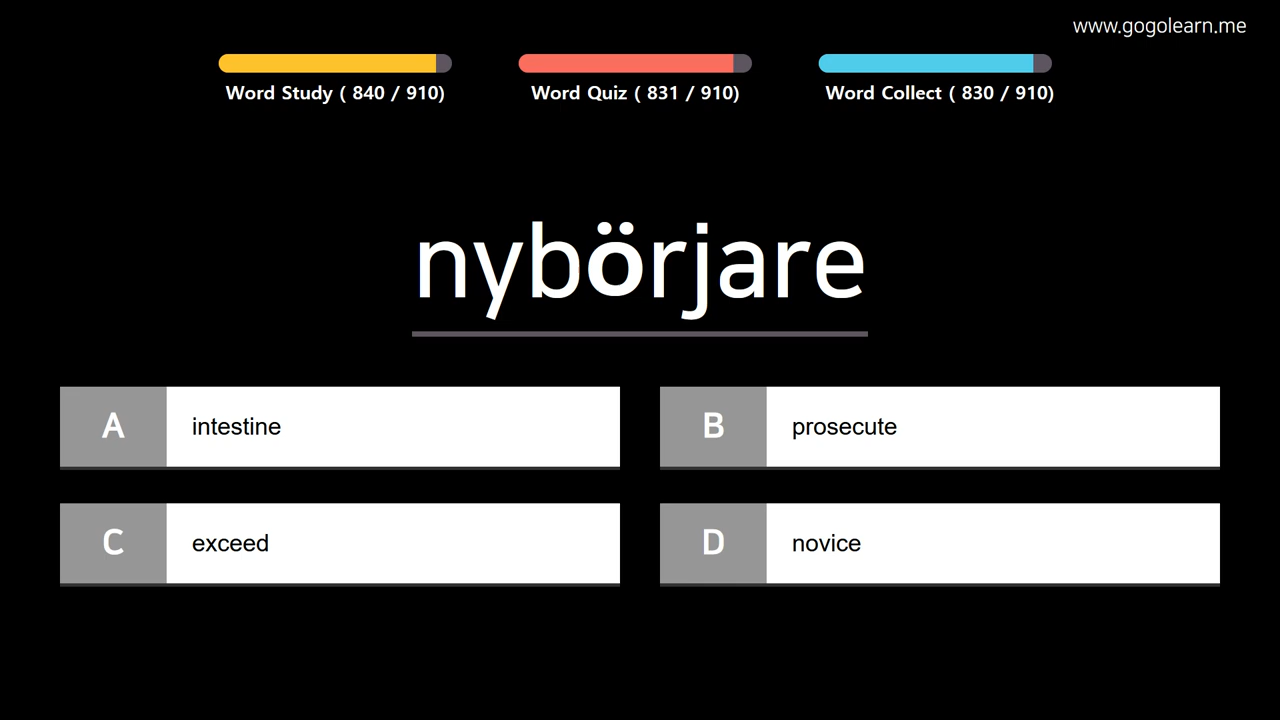 www.gogolearn.me
Word Study ( 840 / 910)
Word Quiz ( 831 / 910)
Word Collect ( 830 / 910)
nybörjare
A intestine
B prosecute
C exceed
D novice